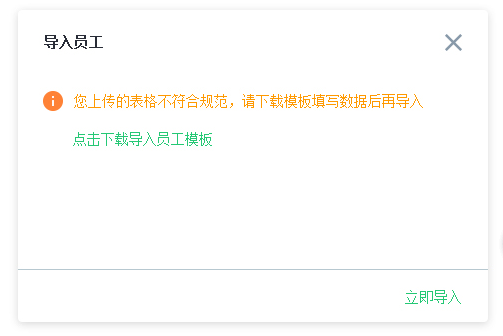 导入员工
您上传的表格不符合规范，请下载模板填写数据后再导入
点击下载导入员工模板
立即导入